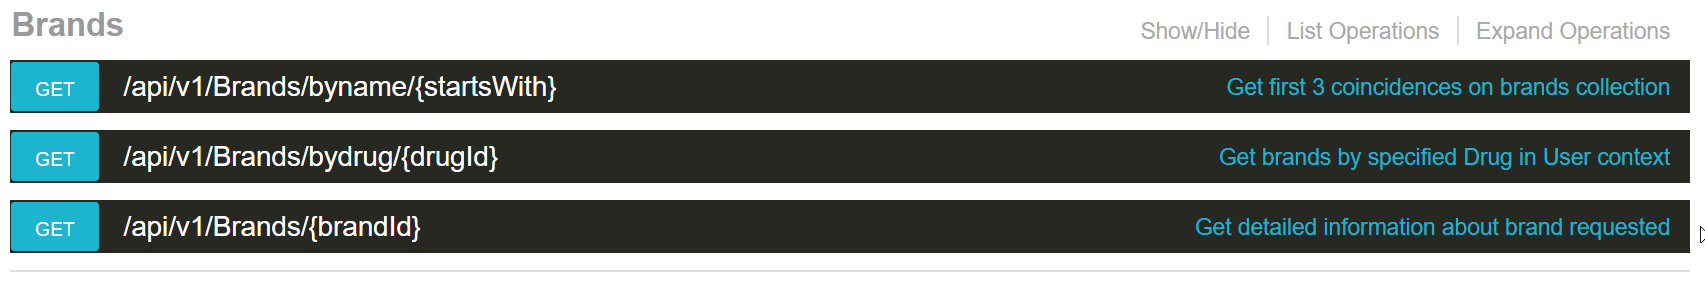 Brands
Show/Hide List Operations Expand Operations
GET /api/v1/Brands/byname/{startsWith} Get first 3 coincidences on brands collection
GET /api/v1/Brands/bydrug/{drugId} Get brands by specified Drug in User context
GET /api/v1/Brands/{brandId} Get detailed information about brand requested